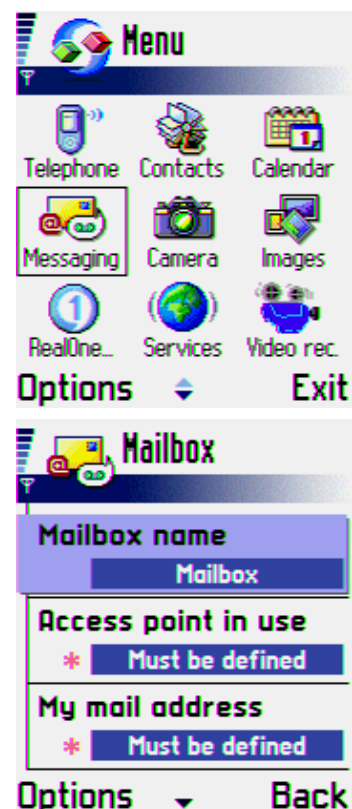 Menu
Telephone Contacts Calendar
Messaging Camera Images
RealOne… Services Video rec.
Options Exit
Mailbox
Mailbox name
Mailbox
Access point in use
* Must be defined
My mail address
* Must be defined
Options Back